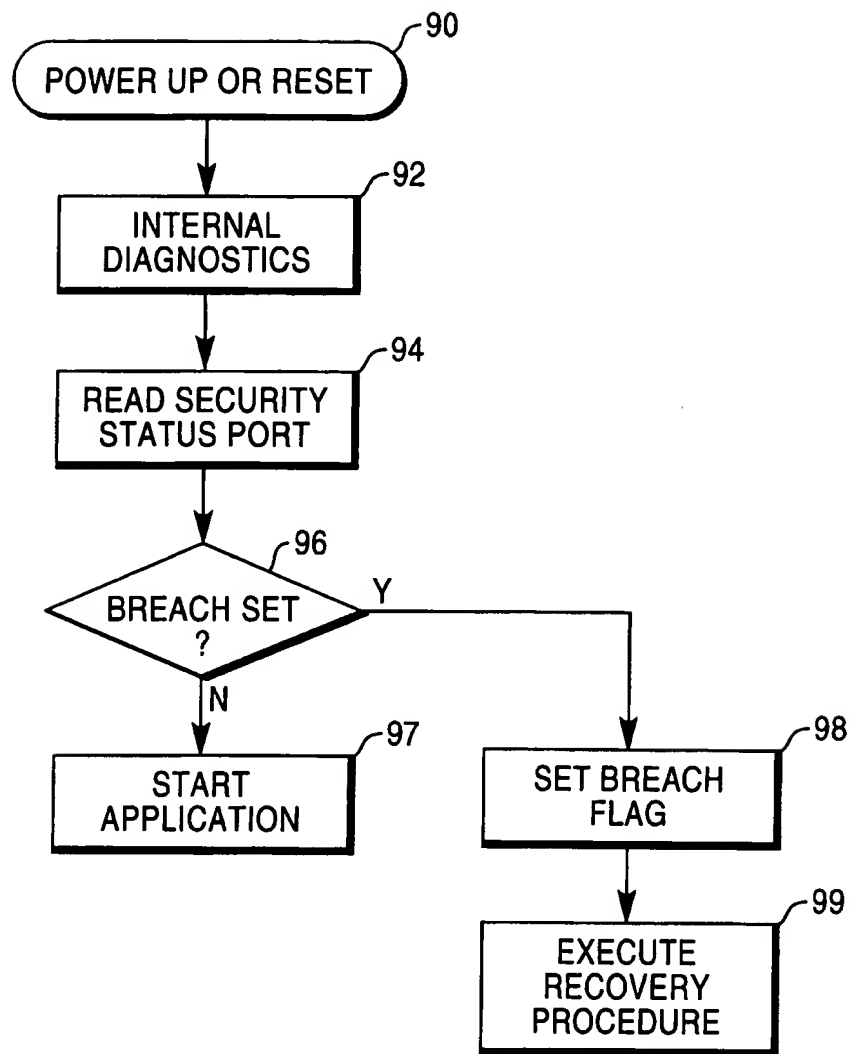 90
POWER UP OR RESET
92
INTERNAL
DIAGNOSTICS
94
READ SECURITY
STATUS PORT
96
BREACH SET
?
Y
N
97
START
APPLICATION
98
SET BREACH
FLAG
99
EXECUTE
RECOVERY
PROCEDURE